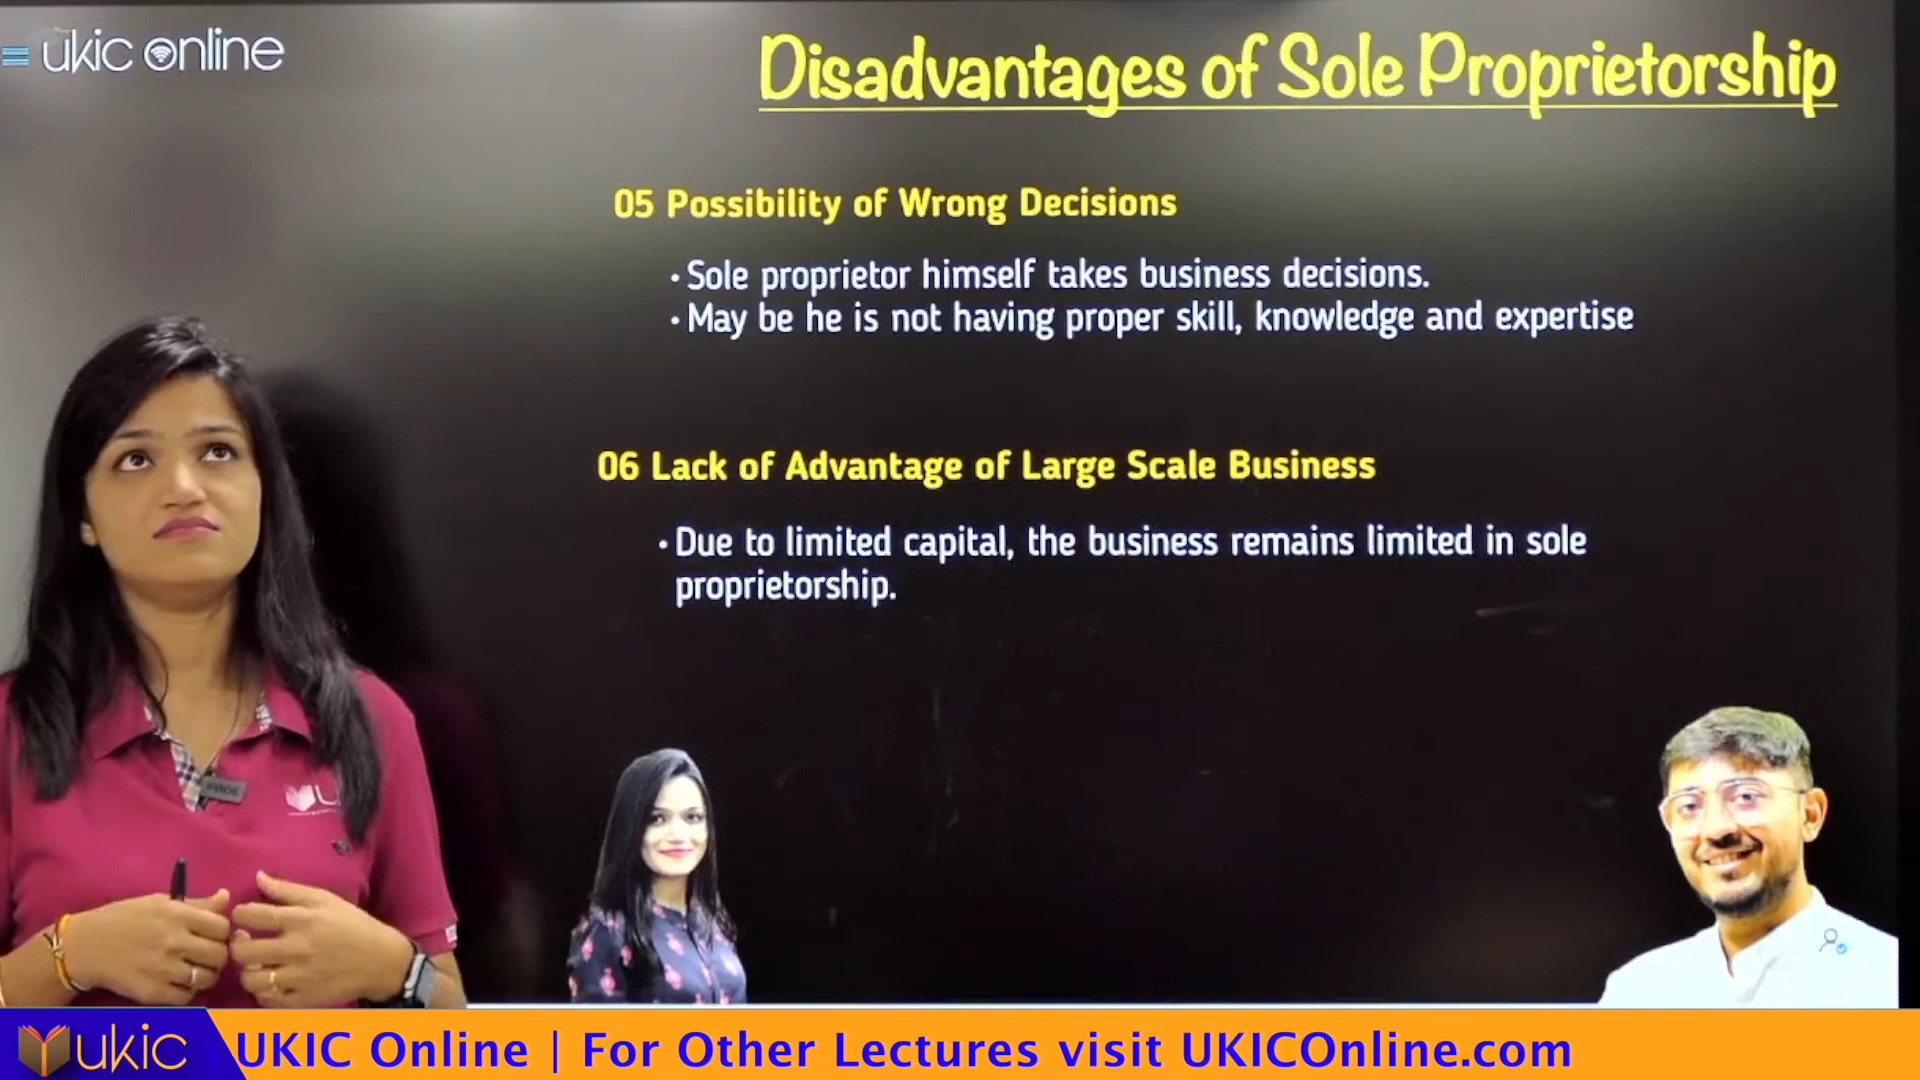 ukic online
Disadvantages of Sole Proprietorship
05 Possibility of Wrong Decisions
• Sole proprietor himself takes business decisions.
• May be he is not having proper skill, knowledge and expertise
06 Lack of Advantage of Large Scale Business
• Due to limited capital, the business remains limited in sole
proprietorship.
ukic
UKIC Online | For Other Lectures visit UKICOnline.com